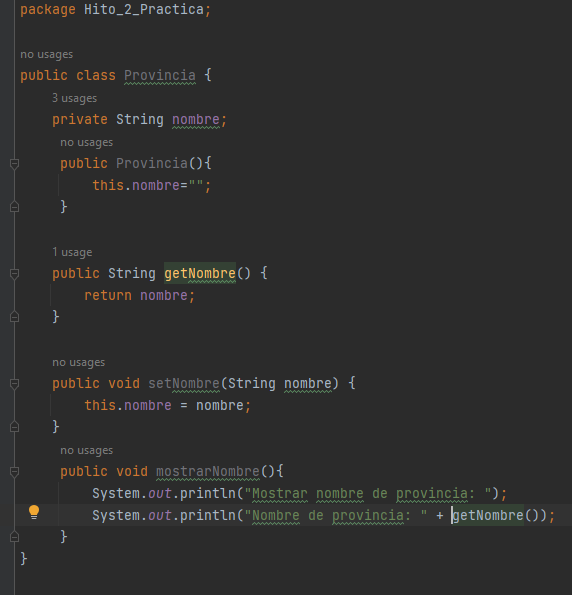 package Hito_2_Practica;
no usages
public class Provincia {
3 usages
private String nombre;
no usages
public Provincia(){
this.nombre="";
}
1 usage
public String getNombre() {
return nombre;
}
no usages
public void setNombre(String nombre) {
this.nombre = nombre;
}
no usages
public void mostrarNombre(){
System.out.println("Mostrar nombre de provincia: ");
System.out.println("Nombre de provincia: " + getNombre());
}
}